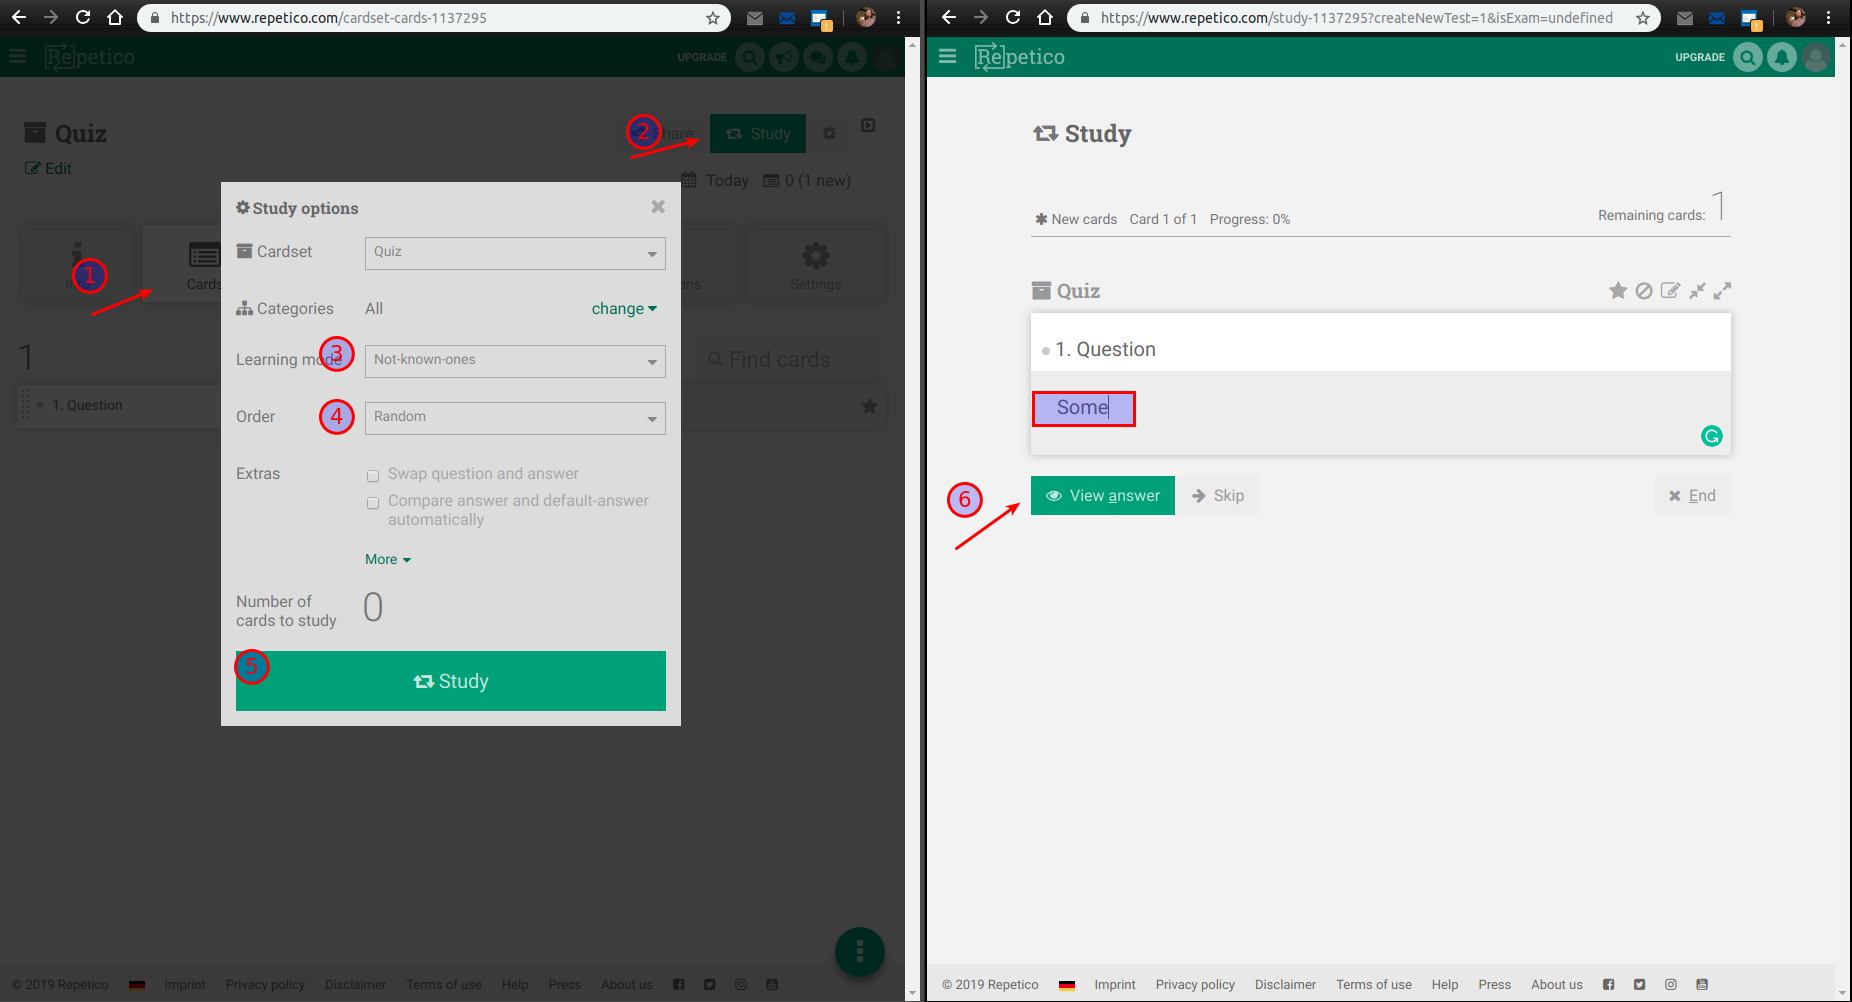 https://www.repetico.com/cardset-cards-1137295
[Re]petico
UPGRADE
Quiz
Edit
2
Share
Study
Today
0 (1 new)
1
Cards
Settings
1
Find cards
1. Question
Study options
Cardset
Quiz
Categories
All
change
Learning mode
3
Not-known-ones
Order
4
Random
Extras
Swap question and answer
Compare answer and default-answer
automatically
More
Number of
cards to study
0
5
Study
© 2019 Repetico
Imprint
Privacy policy
Disclaimer
Terms of use
Help
Press
About us
https://www.repetico.com/study-1137295?createNewTest=1&isExam=undefined
[Re]petico
UPGRADE
Study
New cards
Card 1 of 1
Progress: 0%
Remaining cards: 1
Quiz
1. Question
Some
6
View answer
Skip
End
© 2019 Repetico
Imprint
Privacy policy
Disclaimer
Terms of use
Help
Press
About us